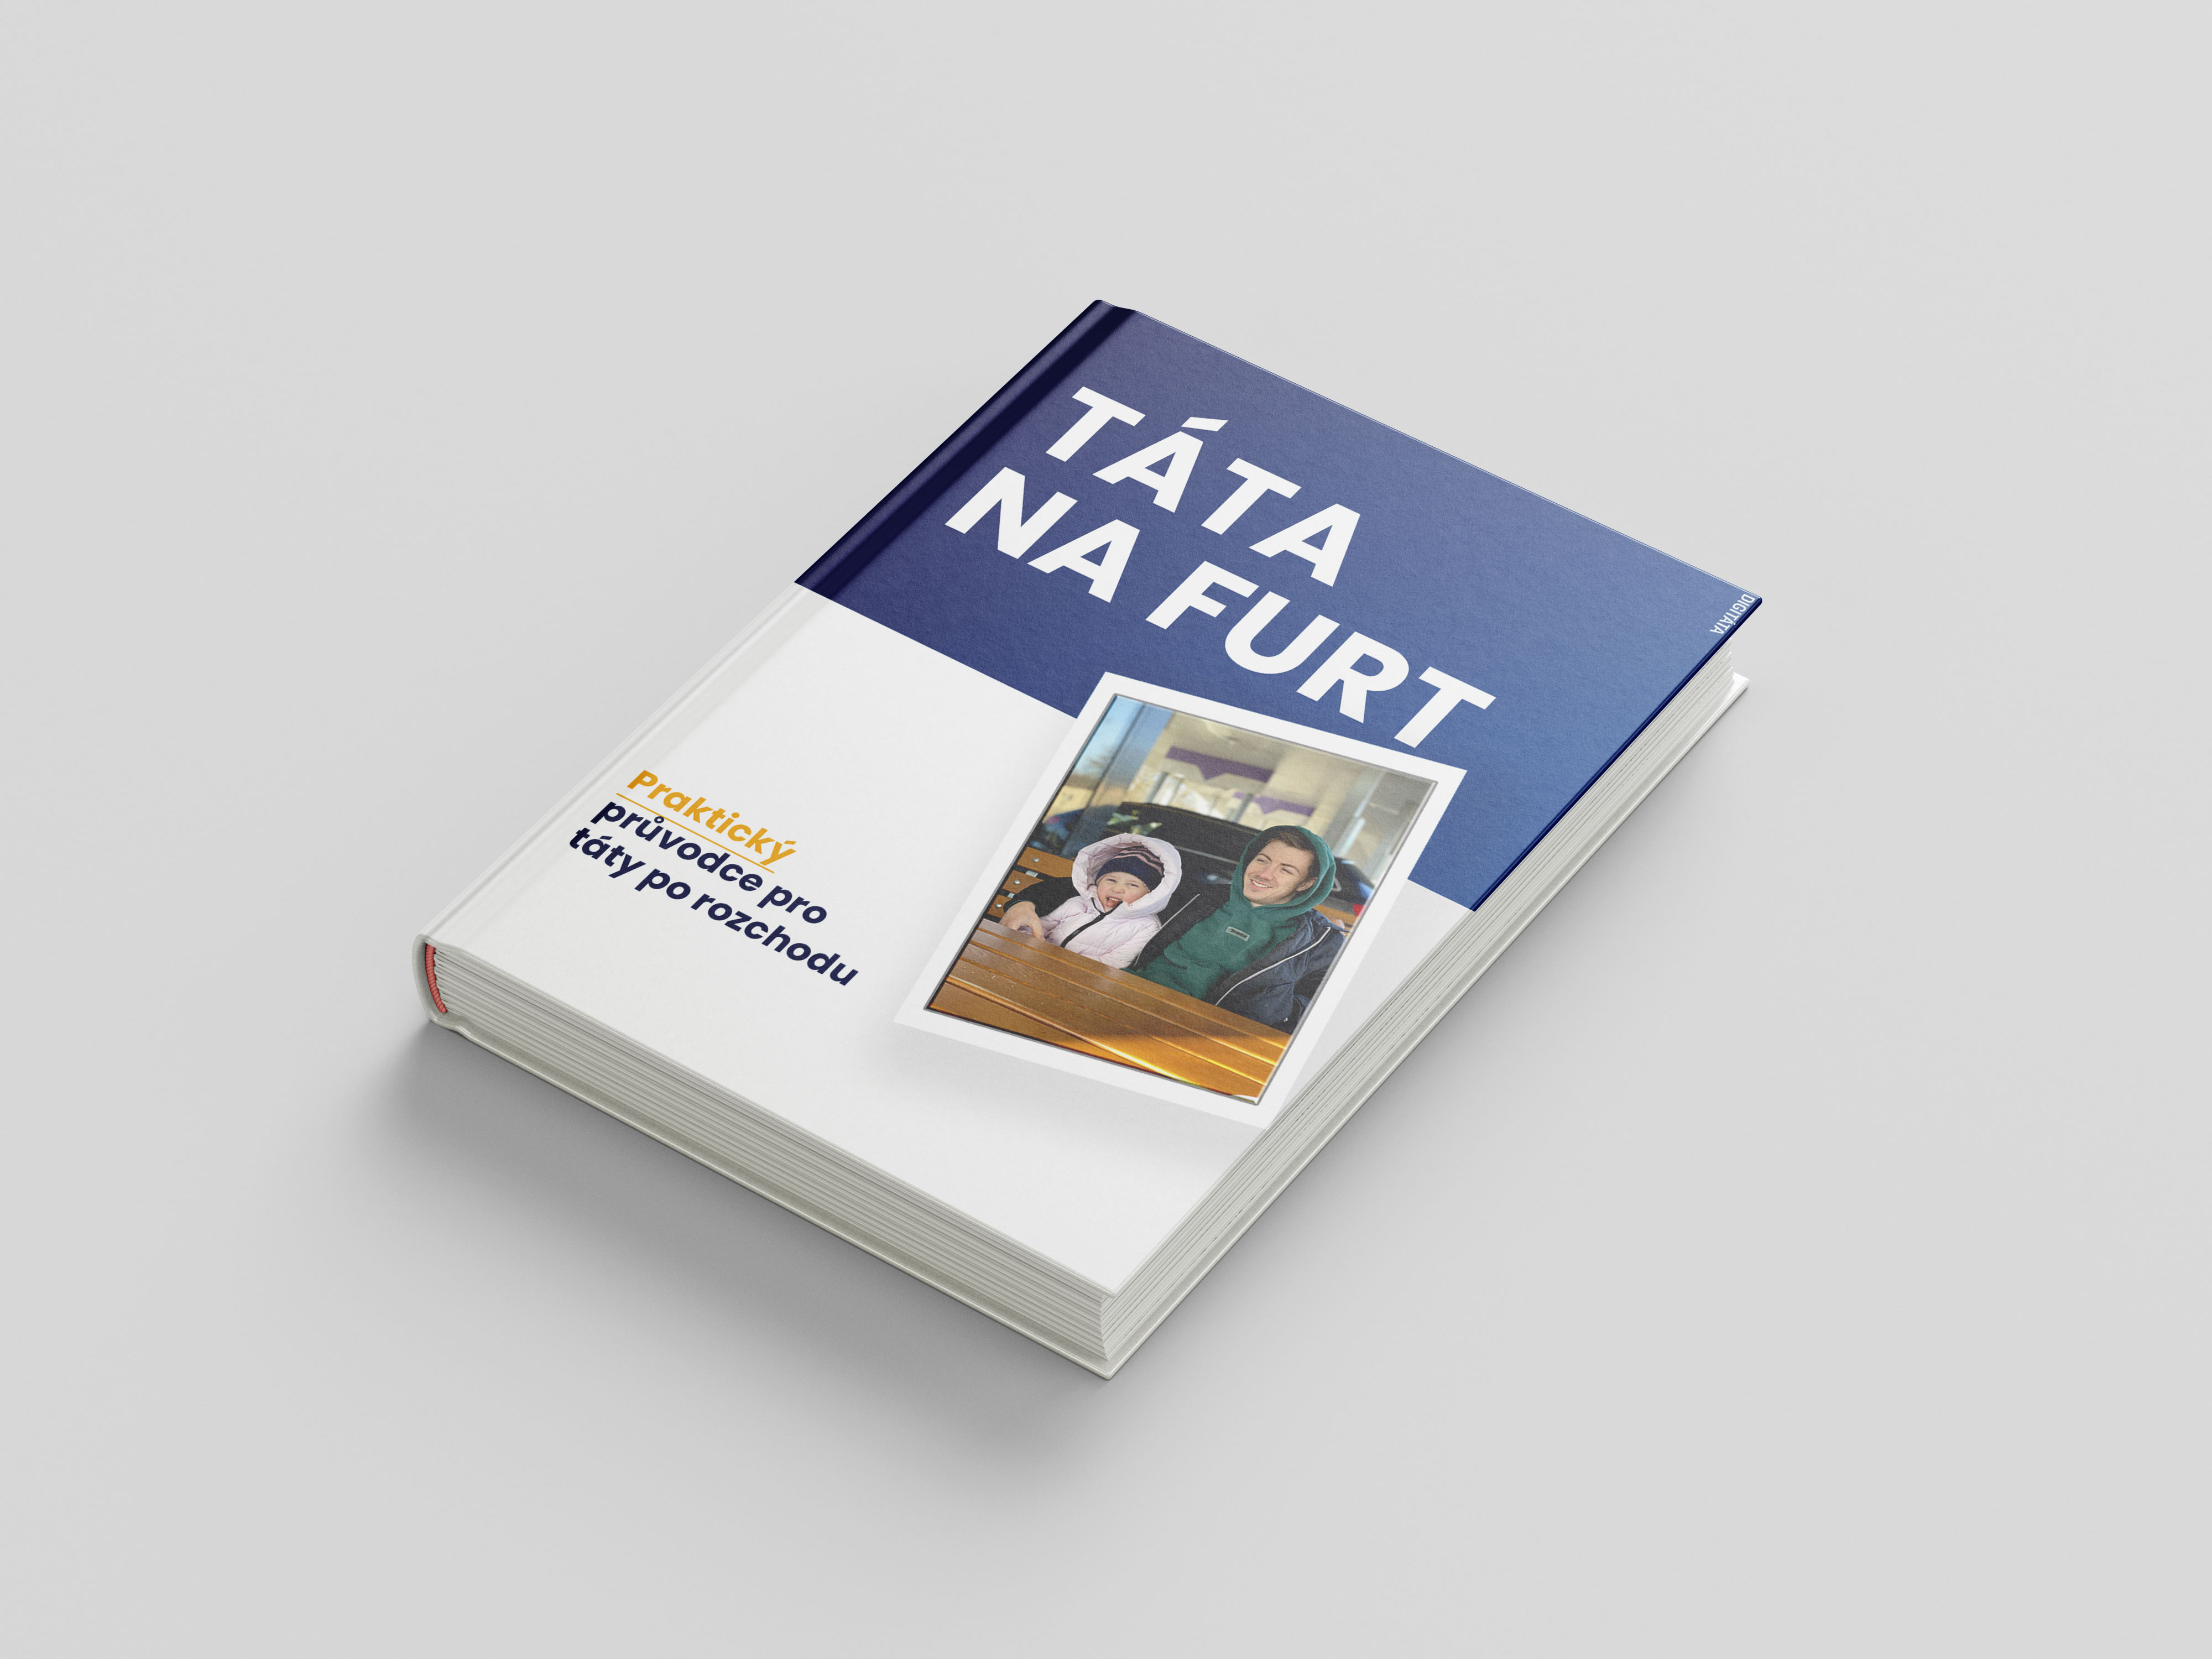 TÁTA
NA FURT
DIGITÁTA
Praktický
průvodce pro
táty po rozchodu